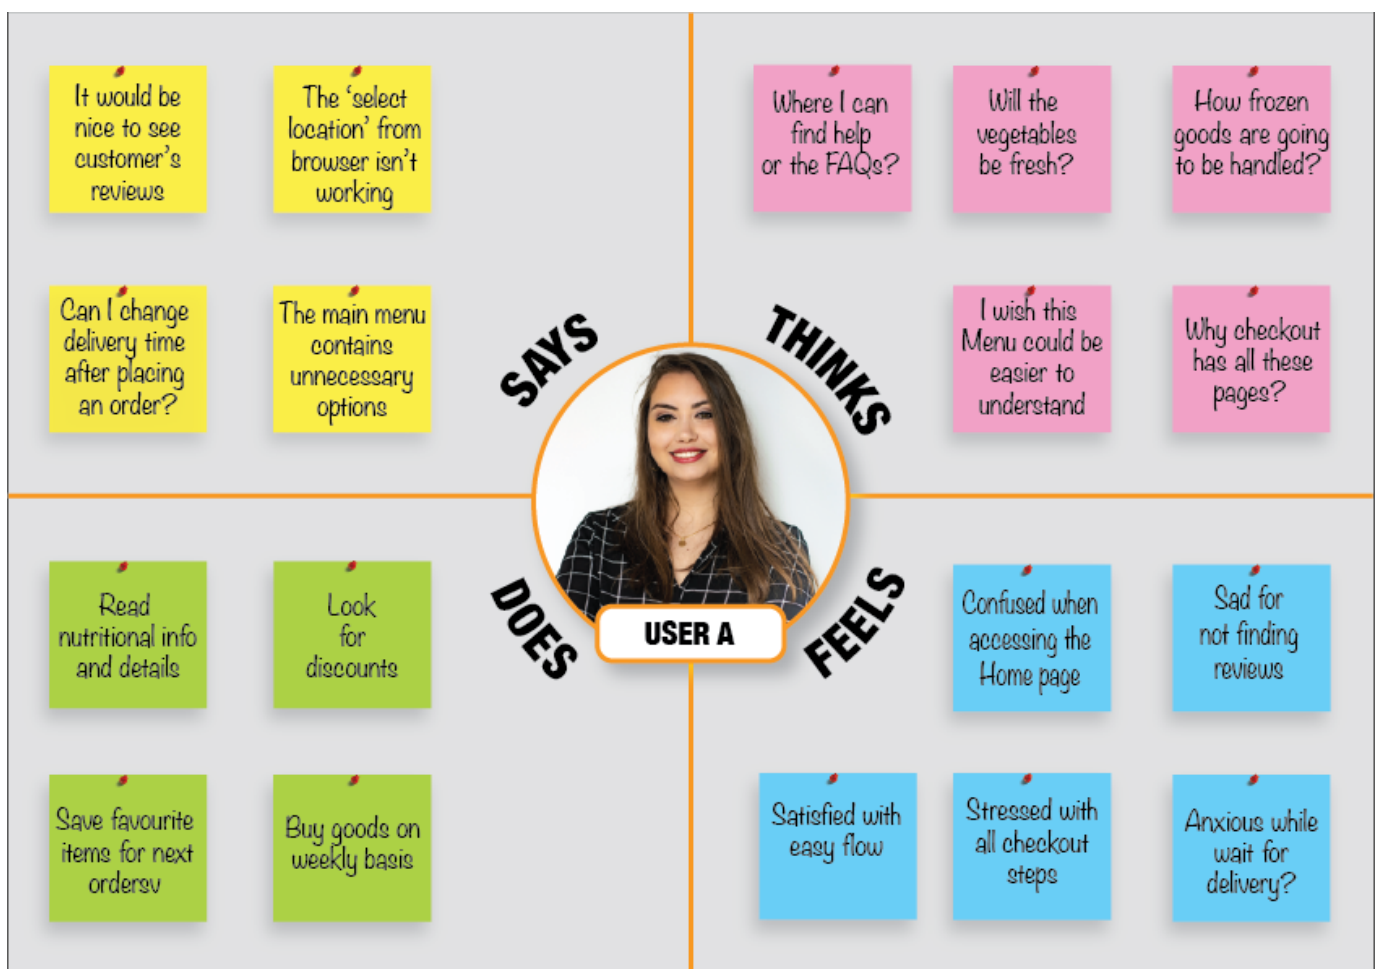 It would be
nice to see
customer's
reviews
The 'select
location' from
browser isn't
working
Can I change
delivery time
after placing
an order?
The main menu
contains
unnecessary
options
SAYS
Where I can
find help
or the FAQs?
Will the
vegetables
be fresh?
How frozen
goods are going
to be handled?
I wish this
Menu could be
easier to
understand
Why checkout
has all these
pages?
THINKS
USER A
DOES
Read
nutritional info
and details
Look
for
discounts
Save favourite
items for next
ordersv
Buy goods on
weekly basis
FEELS
Confused when
accessing the
Home page
Sad for
not finding
reviews
Satisfied with
easy flow
Stressed with
all checkout
steps
Anxious while
wait for
delivery?